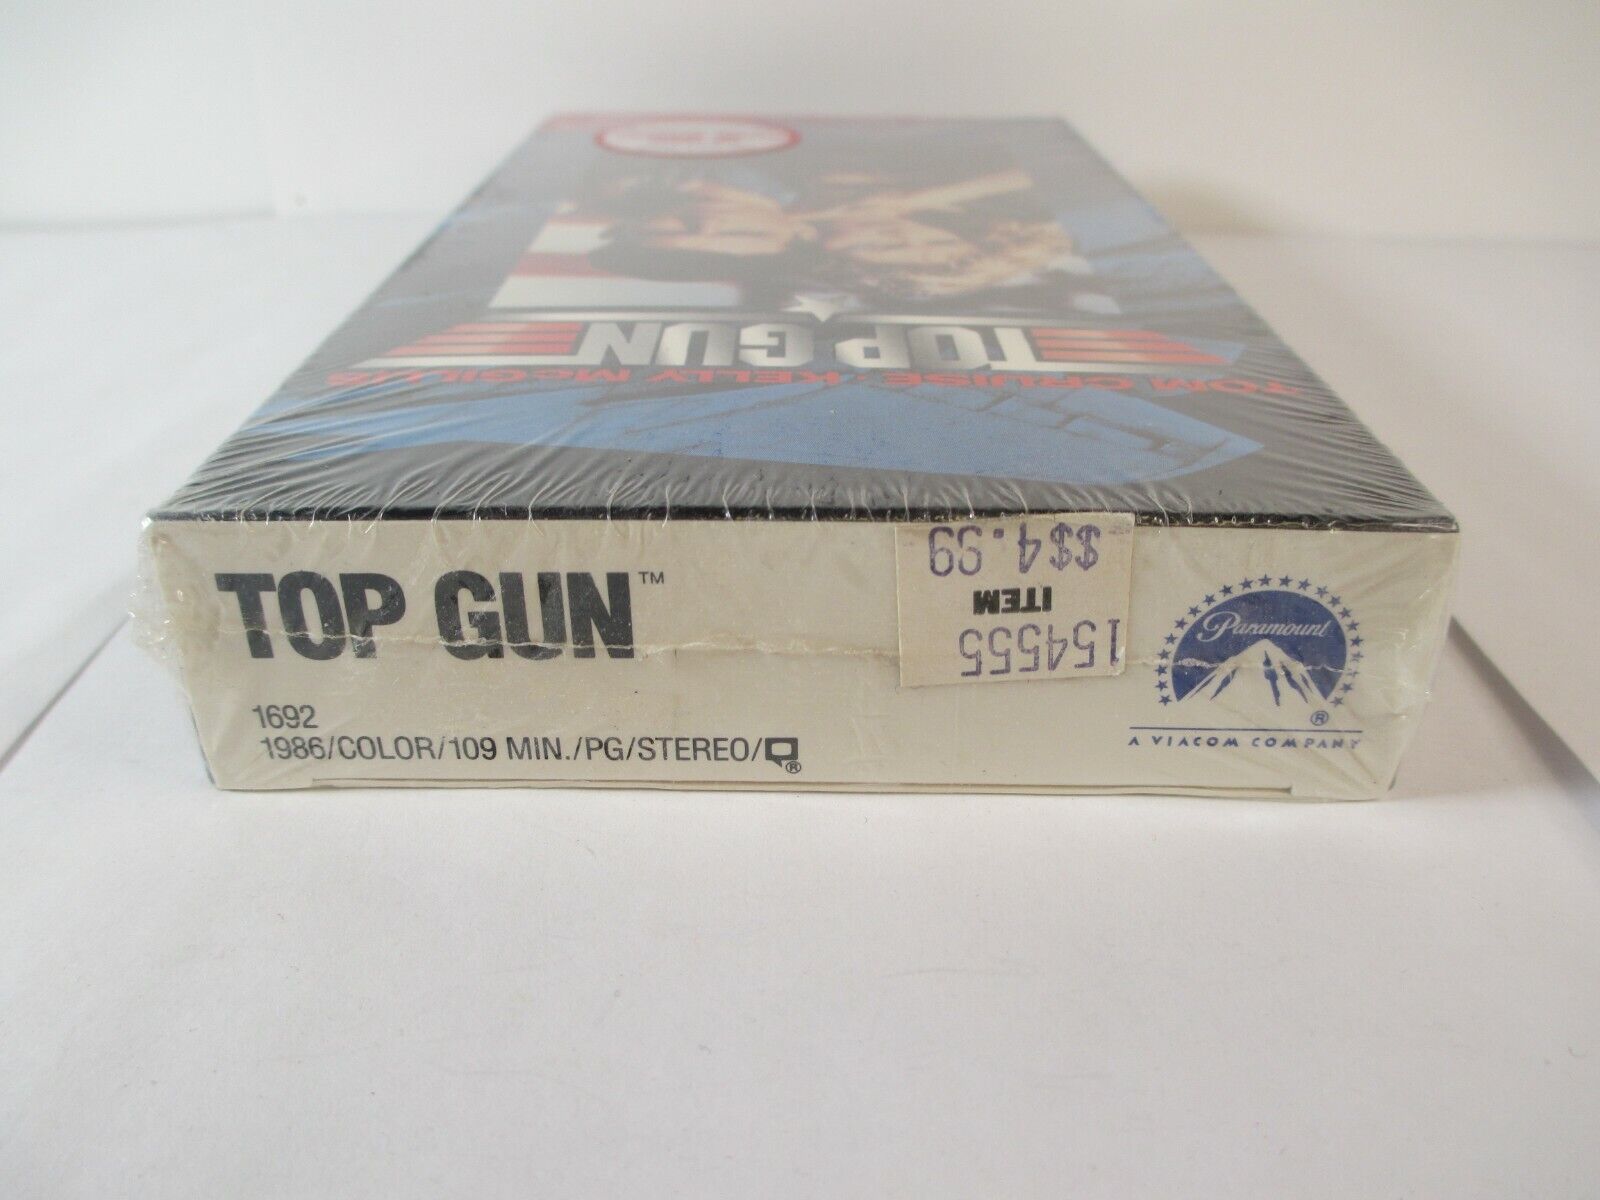 TOP GUN
TOM CRUISE · KELLY McGILLIS
TOP GUN™
1692
1986/COLOR/109 MIN./PG/STEREO/
®
154555
ITEM
$$4.99
Paramount
®
A VIACOM COMPANY